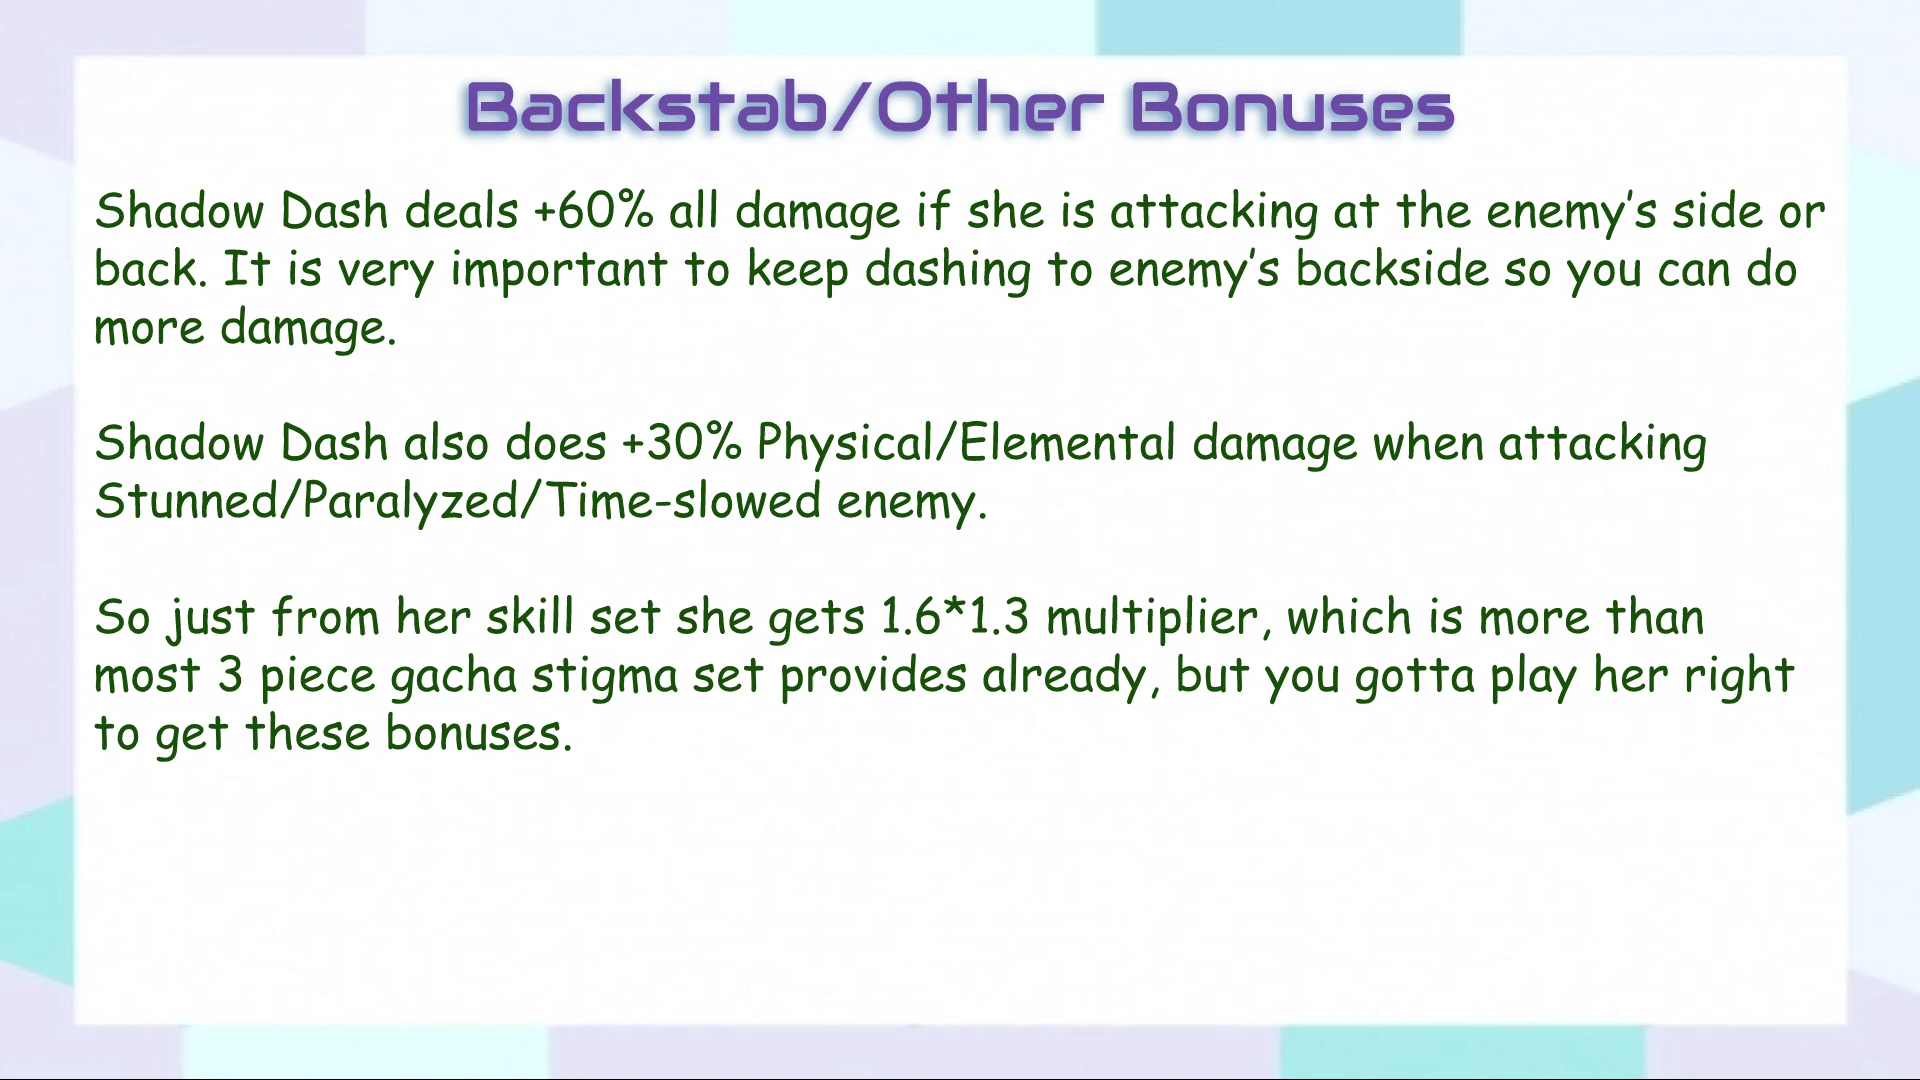 Backstab/Other Bonuses
Shadow Dash deals +60% all damage if she is attacking at the enemy’s side or
back. It is very important to keep dashing to enemy’s backside so you can do
more damage.
Shadow Dash also does +30% Physical/Elemental damage when attacking
Stunned/Paralyzed/Time-slowed enemy.
So just from her skill set she gets 1.6*1.3 multiplier, which is more than
most 3 piece gacha stigma set provides already, but you gotta play her right
to get these bonuses.